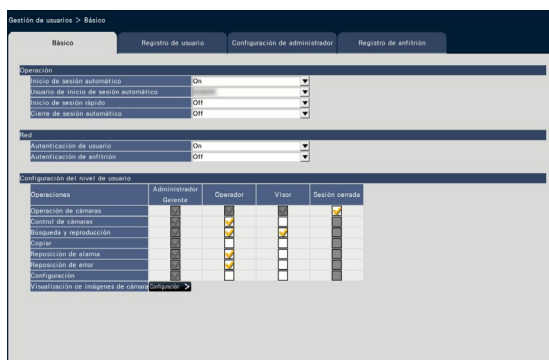 Gestión de usuarios > Básico
Básico
Registro de usuario
Configuración de administrador
Registro de anfitrión
Operación
Inicio de sesión automático On
Usuario de inicio de sesión automático
Inicio de sesión rápido Off
Cierre de sesión automático Off
Red
Autenticación de usuario On
Autenticación de anfitrión Off
Configuración del nivel de usuario
Operaciones Administrador Gerente Operador Visor Sesión cerrada
Operación de cámaras
Control de cámaras
Búsqueda y reproducción
Copiar
Reposición de alarma
Reposición de error
Configuración
Visualización de imágenes de cámara Configuración >